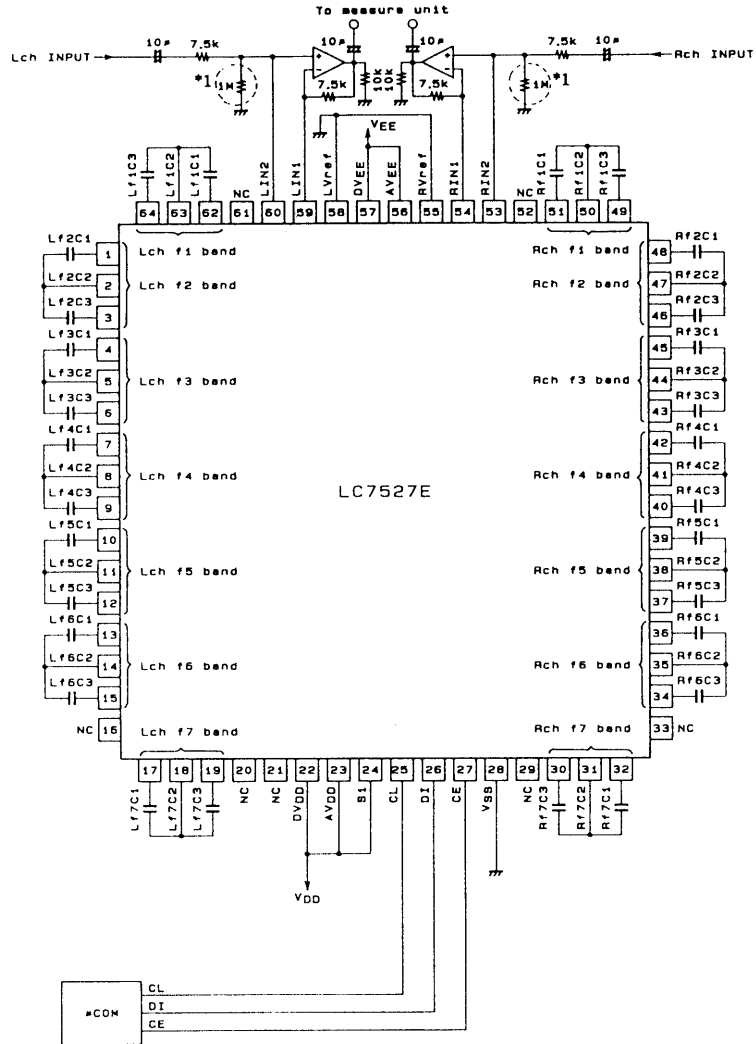 To measure unit
Lch INPUT
10µ
7.5k
*1
1M
10µ
7.5k
10k
10k
10µ
7.5k
7.5k
10µ
*1
1M
Rch INPUT
VEE
Lf1C3
Lf1C2
Lf1C1
NC
LIN2
LIN1
LVref
DVEE
AVEE
RVref
RIN1
RIN2
NC
Rf1C1
Rf1C2
Rf1C3
64 63 62 61 60 59 58 57 56 55 54 53 52 51 50 49
Lch f1 band
Rch f1 band
Lf2C1 1
Lf2C2 2
Lf2C3 3
Lch f2 band
Rch f2 band
48 Rf2C1
47 Rf2C2
46 Rf2C3
Lf3C1 4
Lf3C2 5
Lf3C3 6
Lch f3 band
Rch f3 band
45 Rf3C1
44 Rf3C2
43 Rf3C3
Lf4C1 7
Lf4C2 8
Lf4C3 9
Lch f4 band
LC7527E
Rch f4 band
42 Rf4C1
41 Rf4C2
40 Rf4C3
Lf5C1 10
Lf5C2 11
Lf5C3 12
Lch f5 band
Rch f5 band
39 Rf5C1
38 Rf5C2
37 Rf5C3
Lf6C1 13
Lf6C2 14
Lf6C3 15
Lch f6 band
Rch f6 band
36 Rf6C1
35 Rf6C2
34 Rf6C3
NC 16
Lch f7 band
Rch f7 band
33 NC
17 18 19 20 21 22 23 24 25 26 27 28 29 30 31 32
Lf7C1
Lf7C2
Lf7C3
NC
NC
DVDD
AVDD
S1
CL
DI
CE
VSS
NC
Rf7C3
Rf7C2
Rf7C1
VDD
µCOM
CL
DI
CE